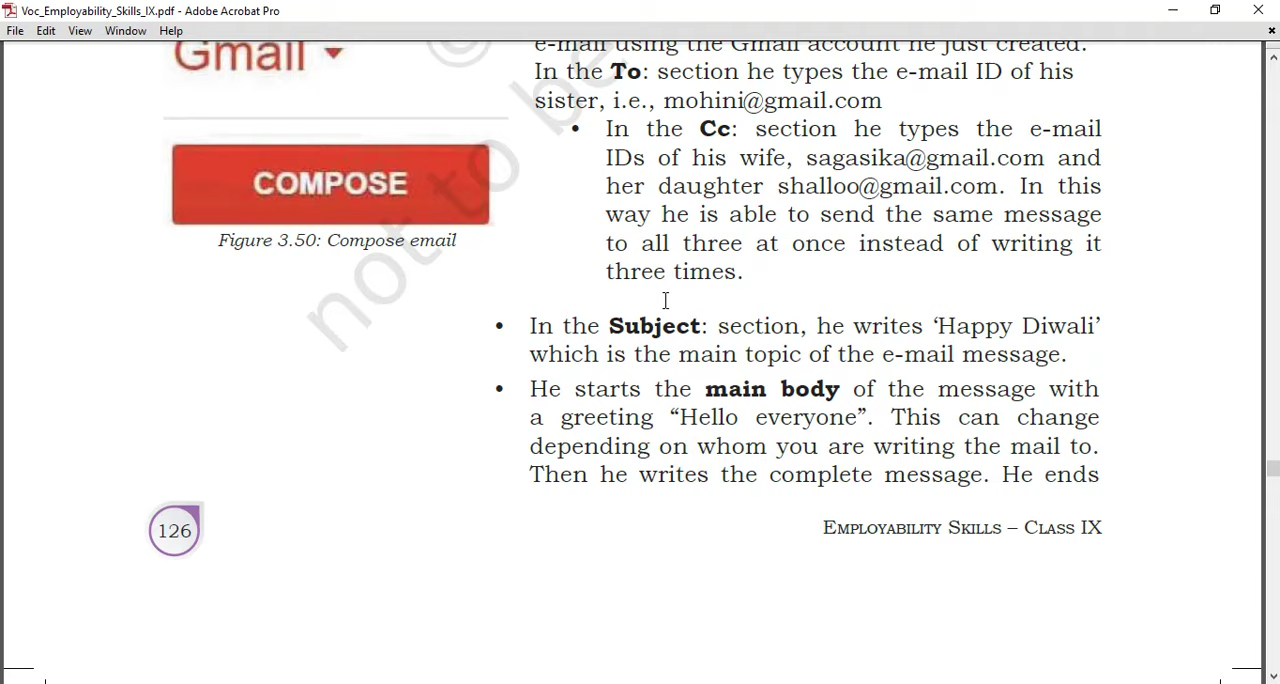 Voc_Employability_Skills_IX.pdf - Adobe Acrobat Pro
File Edit View Window Help
Gmail
COMPOSE
Figure 3.50: Compose email
e-mail using the Gmail account he just created.
In the To: section he types the e-mail ID of his
sister, i.e., mohini@gmail.com
• In the Cc: section he types the e-mail
IDs of his wife, sagasika@gmail.com and
her daughter shalloo@gmail.com. In this
way he is able to send the same message
to all three at once instead of writing it
three times.
• In the Subject: section, he writes ‘Happy Diwali’
which is the main topic of the e-mail message.
• He starts the main body of the message with
a greeting “Hello everyone”. This can change
depending on whom you are writing the mail to.
Then he writes the complete message. He ends
126
Employability Skills – Class IX
©
not to be